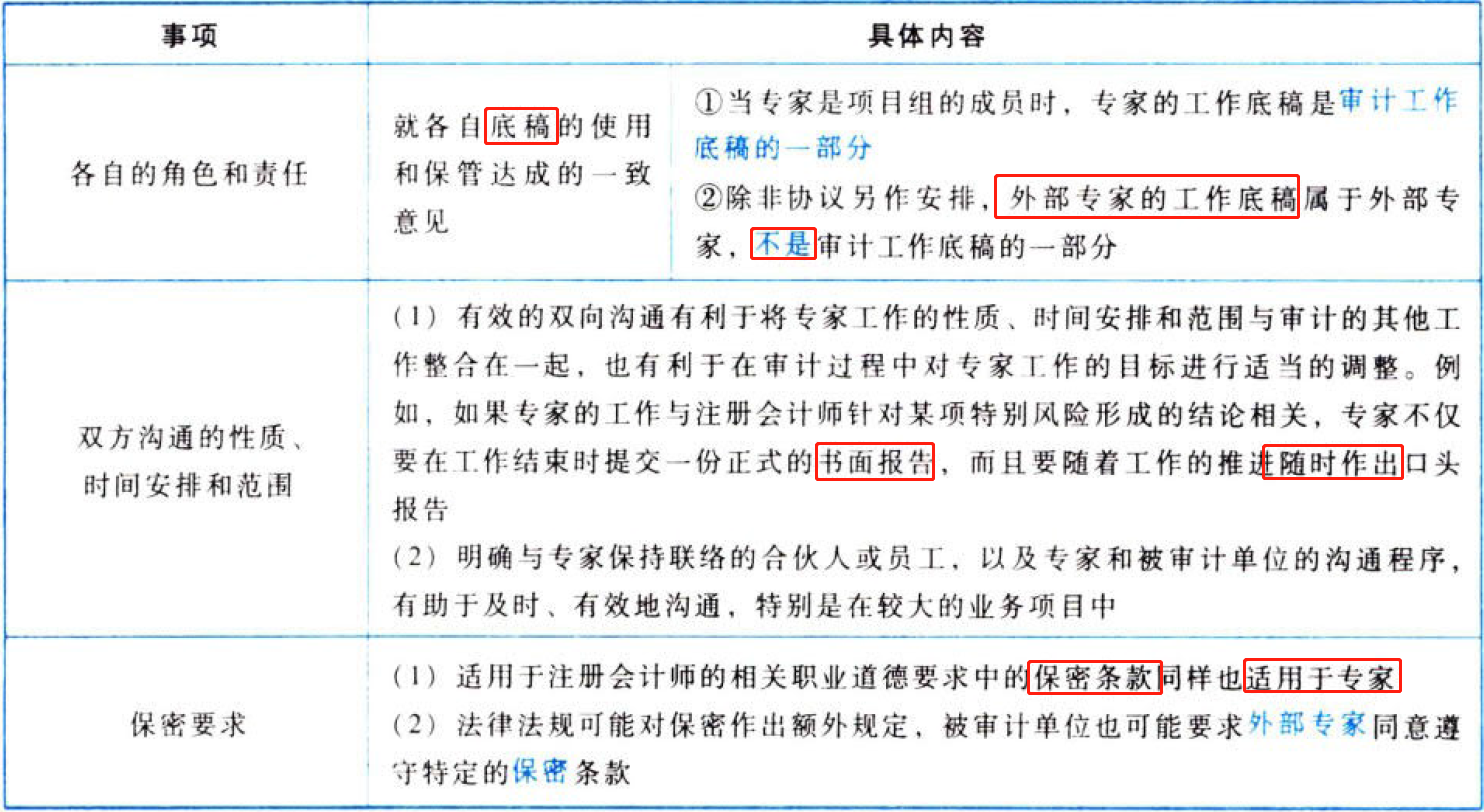 事项
具体内容
各自的角色和责任
就各自底稿的使用
和保管达成的一致
意见
①当专家是项目组的成员时，专家的工作底稿是审计工作
底稿的一部分
②除非协议另作安排，外部专家的工作底稿属于外部专
家，不是审计工作底稿的一部分
双方沟通的性质、
时间安排和范围
(1) 有效的双向沟通有利于将专家工作的性质、时间安排和范围与审计的其他工
作整合在一起，也有利于在审计过程中对专家工作的目标进行适当的调整。例
如，如果专家的工作与注册会计师针对某项特别风险形成的结论相关，专家不仅
要在工作结束时提交一份正式的书面报告，而且要随着工作的推进随时作出口头
报告
(2) 明确与专家保持联络的合伙人或员工，以及专家和被审计单位的沟通程序，
有助于及时、有效地沟通，特别是在较大的业务项目中
保密要求
(1) 适用于注册会计师的相关职业道德要求中的保密条款同样也适用于专家
(2) 法律法规可能对保密作出额外规定，被审计单位也可能要求外部专家同意遵
守特定的保密条款